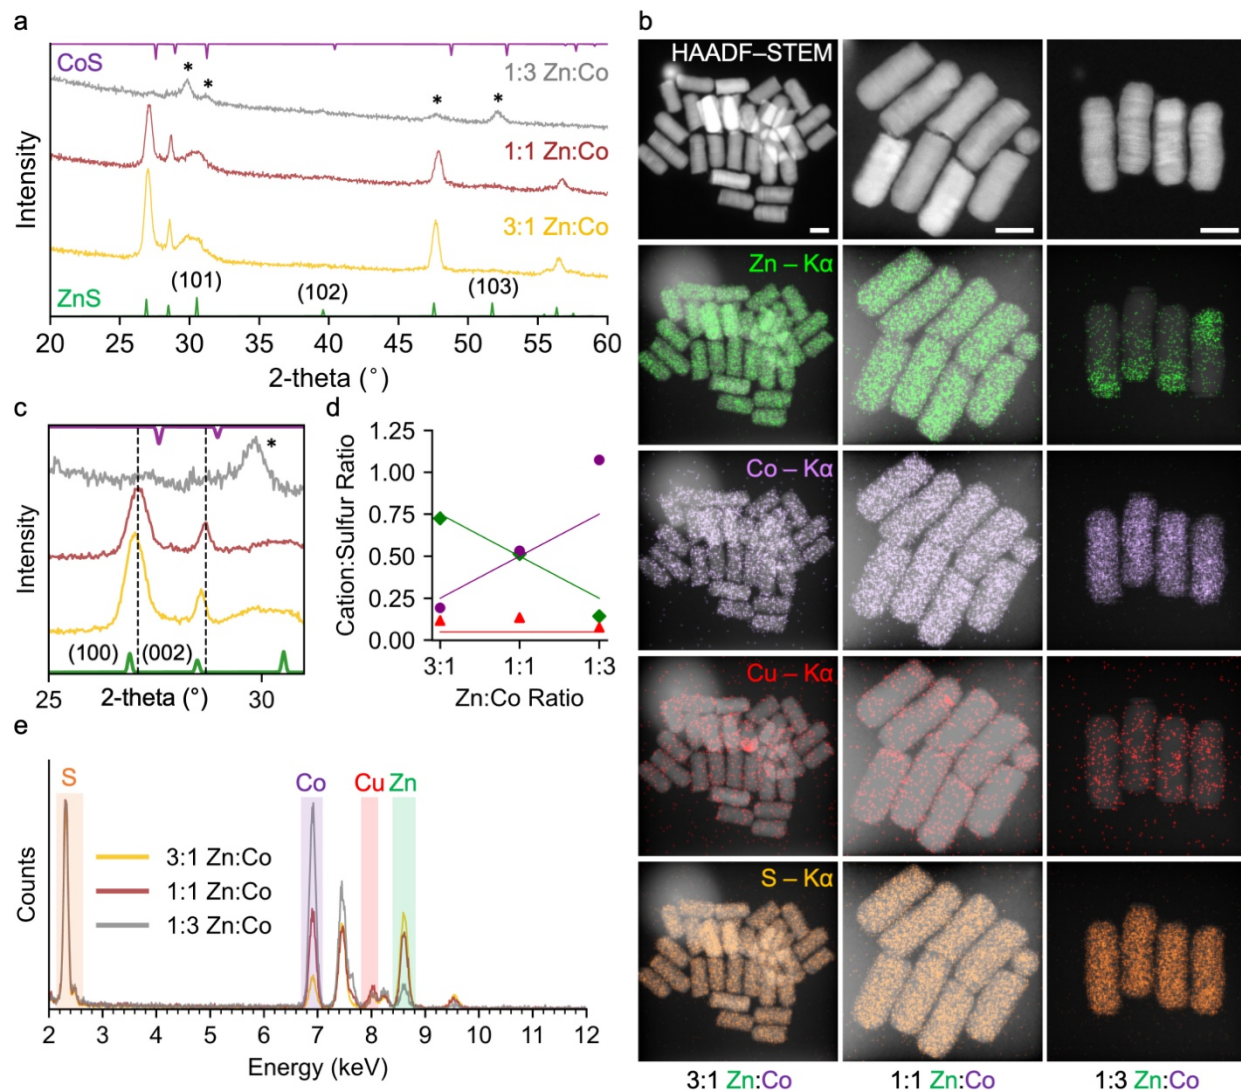 a
CoS
* * * *
1:3 Zn:Co
1:1 Zn:Co
3:1 Zn:Co
(101) (102) (103)
ZnS
Intensity
20 25 30 35 40 45 50 55 60
2-theta (°)
b
HAADF–STEM
Zn – Kα
Co – Kα
Cu – Kα
S – Kα
3:1 Zn:Co 1:1 Zn:Co 1:3 Zn:Co
c
*
Intensity
(100) (002)
25 30
2-theta (°)
d
Cation:Sulfur Ratio
1.25
1.00
0.75
0.50
0.25
0.00
3:1 1:1 1:3
Zn:Co Ratio
e
S Co Cu Zn
3:1 Zn:Co
1:1 Zn:Co
1:3 Zn:Co
Counts
2 3 4 5 6 7 8 9 10 11 12
Energy (keV)